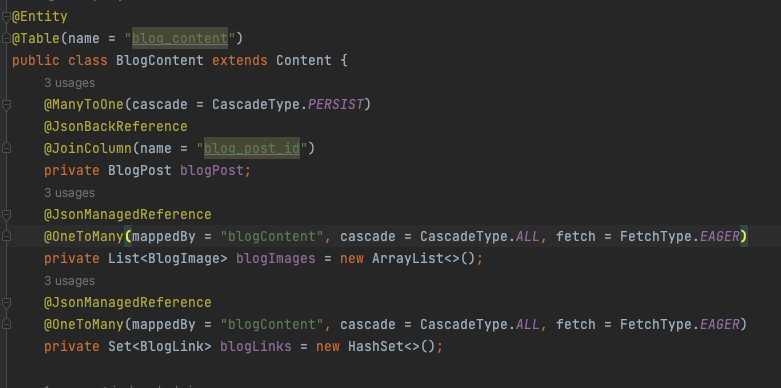 @Entity
@Table(name = "blog_content")
public class BlogContent extends Content {
3 usages
@ManyToOne(cascade = CascadeType.PERSIST)
@JsonBackReference
@JoinColumn(name = "blog_post_id")
private BlogPost blogPost;
3 usages
@JsonManagedReference
@OneToMany(mappedBy = "blogContent", cascade = CascadeType.ALL, fetch = FetchType.EAGER)
private List<BlogImage> blogImages = new ArrayList<>();
3 usages
@JsonManagedReference
@OneToMany(mappedBy = "blogContent", cascade = CascadeType.ALL, fetch = FetchType.EAGER)
private Set<BlogLink> blogLinks = new HashSet<>();